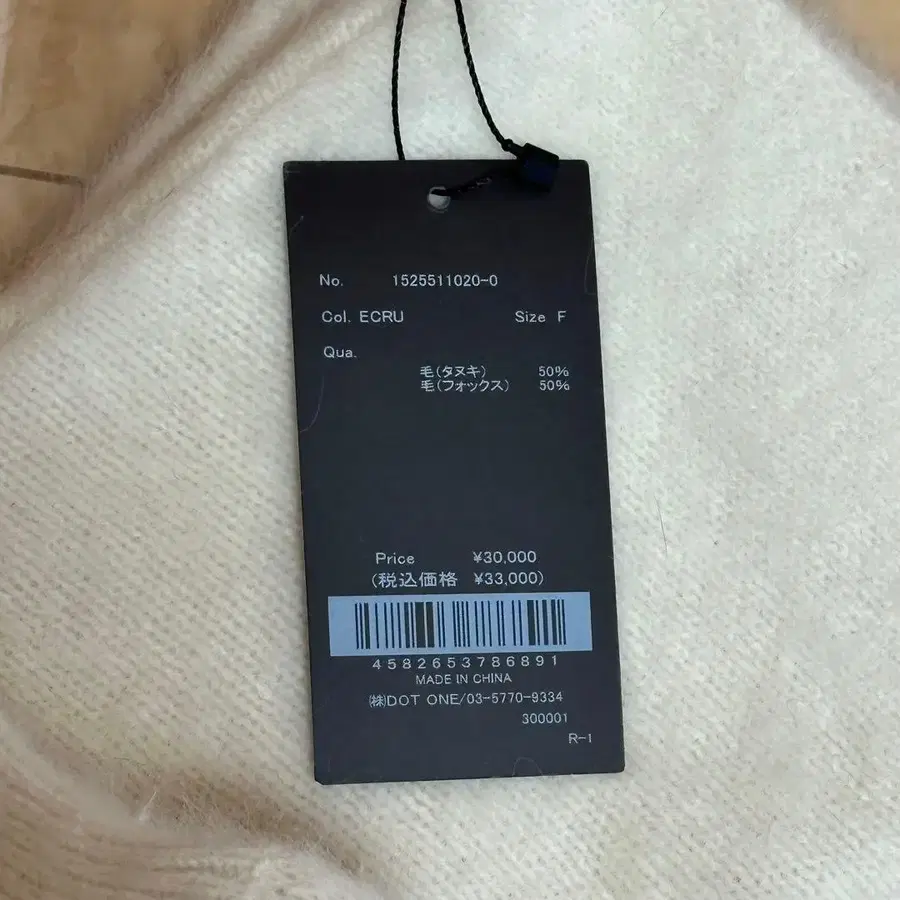 No. 1525511020-0
Col. ECRU Size F
Qua.
毛(タヌキ) 50%
毛(フォックス) 50%
Price ¥30,000
(税込価格 ¥33,000)
4582653786891
MADE IN CHINA
㈱DOT ONE/03-5770-9334
300001
R-1